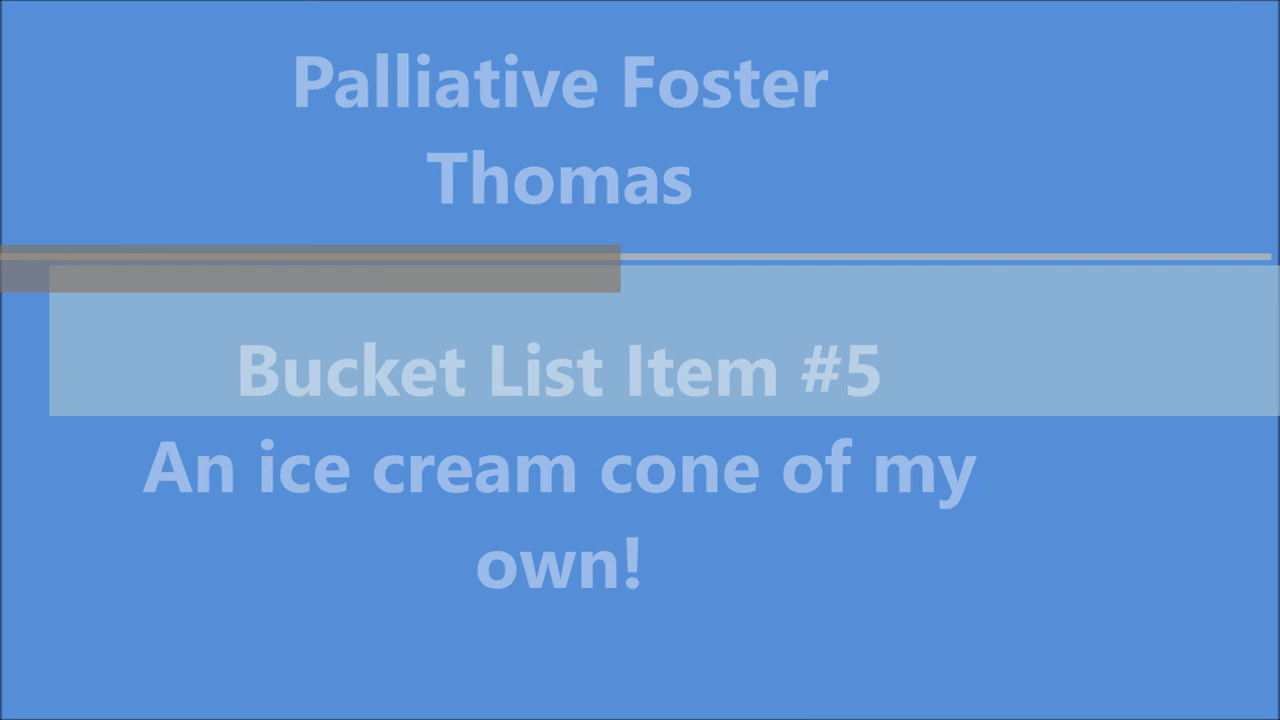 Palliative Foster
Thomas
Bucket List Item #5
An ice cream cone of my
own!